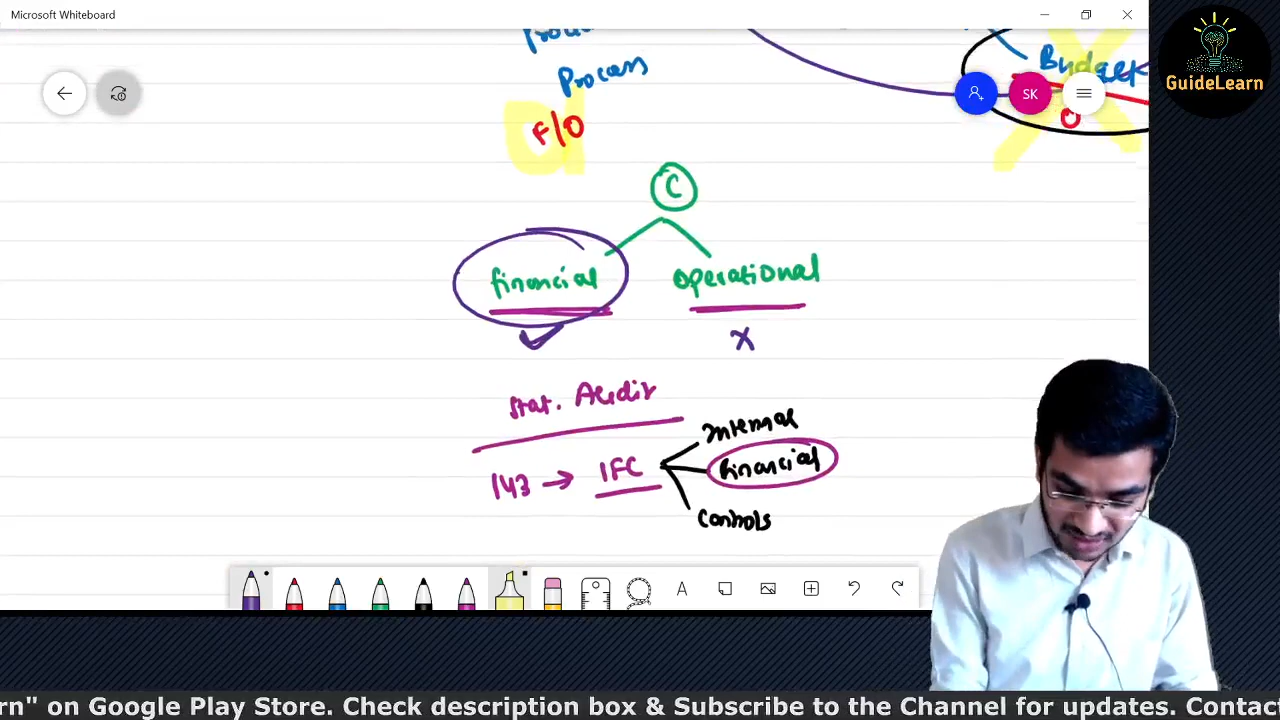 Microsoft Whiteboard
Process
Budget
SK
GuideLearn
F/O
O
C
financial
operational
X
Stat. Audit
143 → IFC
Internal
Financial
Controls
A
rn" on Google Play Store. Check description box & Subscribe to the Channel for updates. Contact